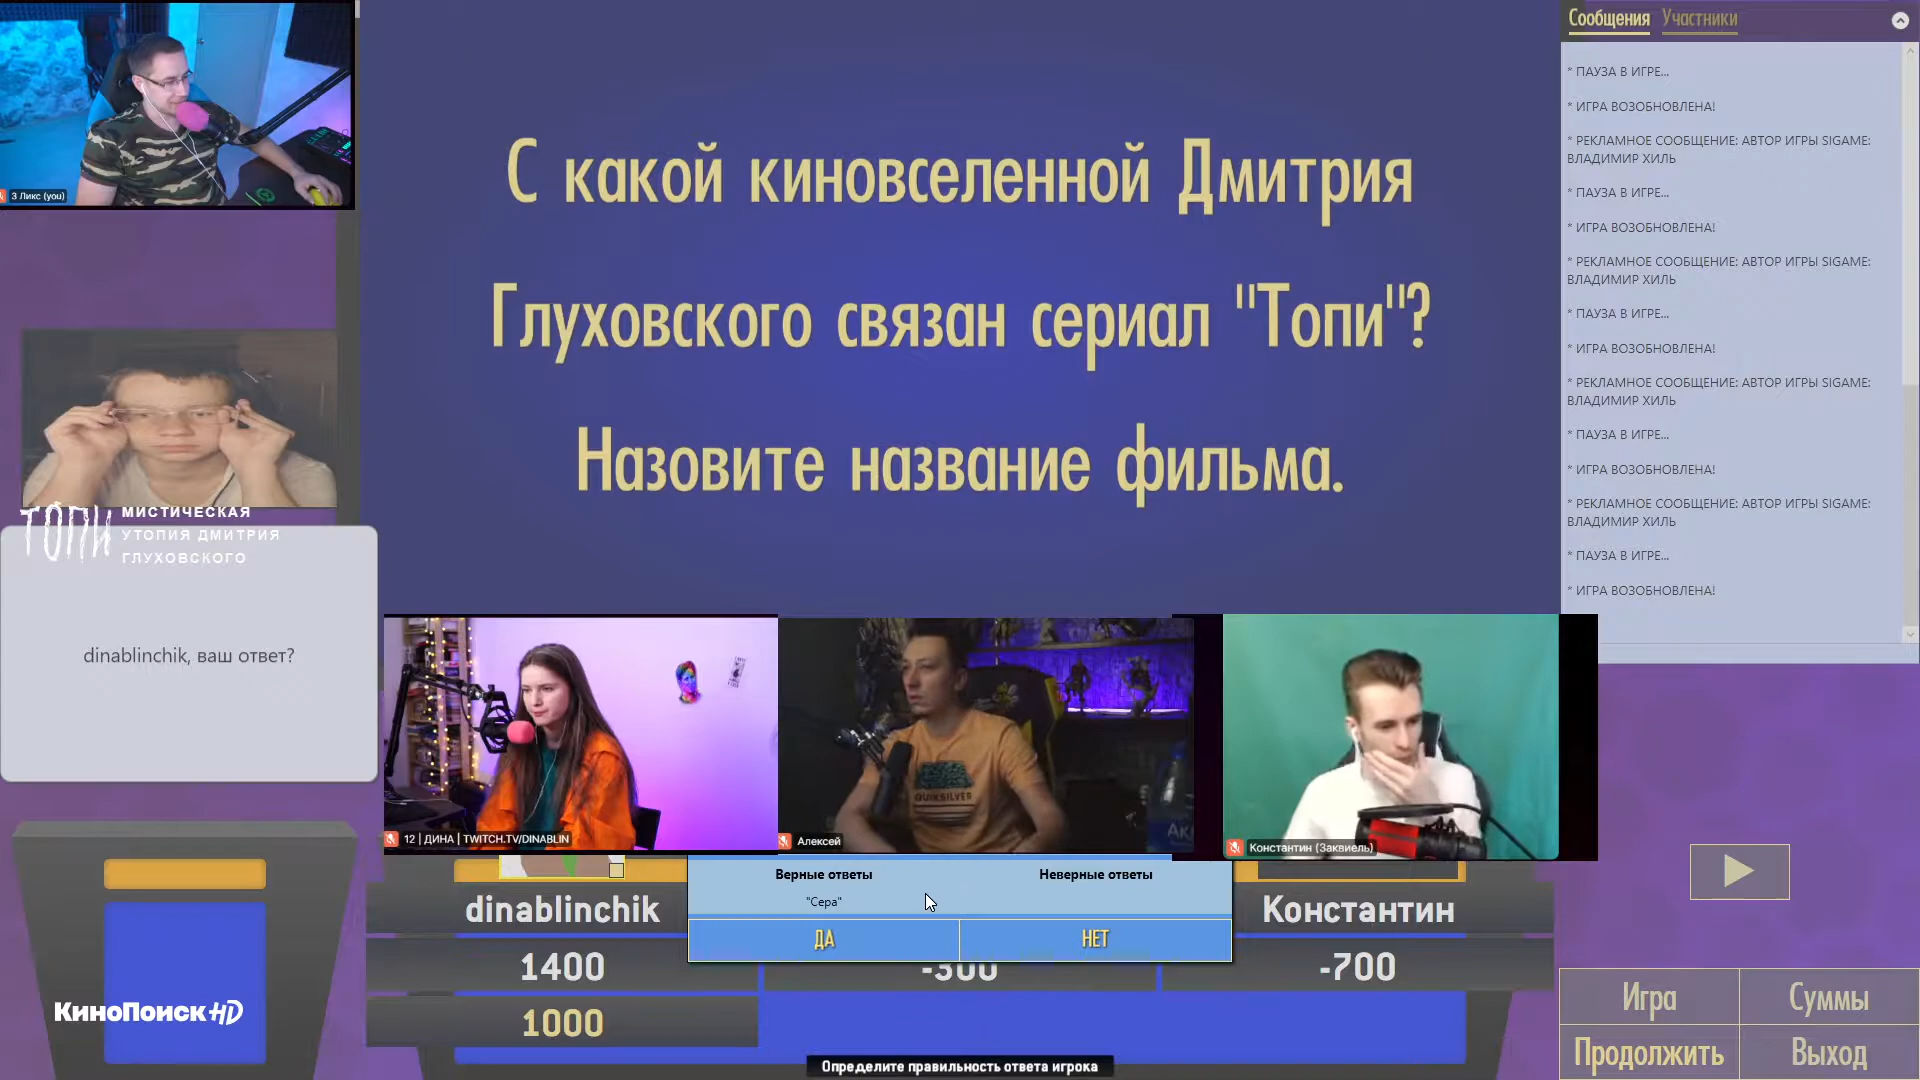 З Ликс (you)
С какой киновселенной Дмитрия
Глуховского связан сериал "Топи"?
Назовите название фильма.
Сообщения Участники
* ПАУЗА В ИГРЕ...
* ИГРА ВОЗОБНОВЛЕНА!
* РЕКЛАМНОЕ СООБЩЕНИЕ: АВТОР ИГРЫ SIGAME:
ВЛАДИМИР ХИЛЬ
* ПАУЗА В ИГРЕ...
* ИГРА ВОЗОБНОВЛЕНА!
* РЕКЛАМНОЕ СООБЩЕНИЕ: АВТОР ИГРЫ SIGAME:
ВЛАДИМИР ХИЛЬ
* ПАУЗА В ИГРЕ...
* ИГРА ВОЗОБНОВЛЕНА!
* РЕКЛАМНОЕ СООБЩЕНИЕ: АВТОР ИГРЫ SIGAME:
ВЛАДИМИР ХИЛЬ
* ПАУЗА В ИГРЕ...
* ИГРА ВОЗОБНОВЛЕНА!
* РЕКЛАМНОЕ СООБЩЕНИЕ: АВТОР ИГРЫ SIGAME:
ВЛАДИМИР ХИЛЬ
* ПАУЗА В ИГРЕ...
* ИГРА ВОЗОБНОВЛЕНА!
ТОПИ МИСТИЧЕСКАЯ
УТОПИЯ ДМИТРИЯ
ГЛУХОВСКОГО
dinablinchik, ваш ответ?
QUIKSILVER
12 | ДИНА | TWITCH.TV/DINABLIN
Алексей
Константин (Заквиель)
Верные ответы Неверные ответы
"Сера"
ДА НЕТ
dinablinchik
Константин
1400
-300
-700
1000
КиноПоиск HD
Определите правильность ответа игрока
Игра Суммы
Продолжить Выход